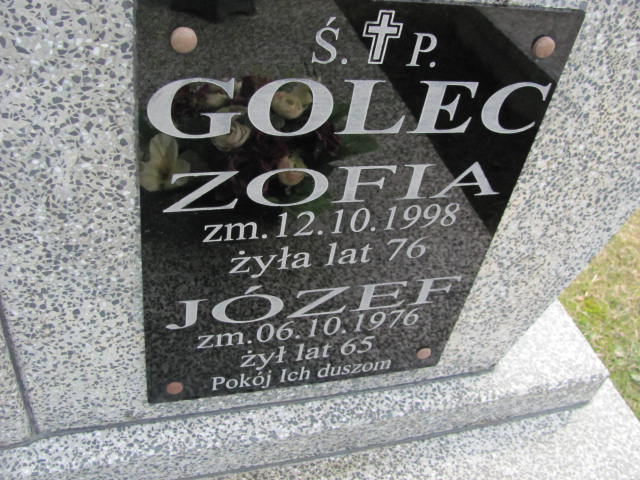 Ś. P.
GOLEC
ZOFIA
zm.12.10.1998
żyła lat 76
JÓZEF
zm.06.10.1976
żył lat 65
Pokój Ich duszom